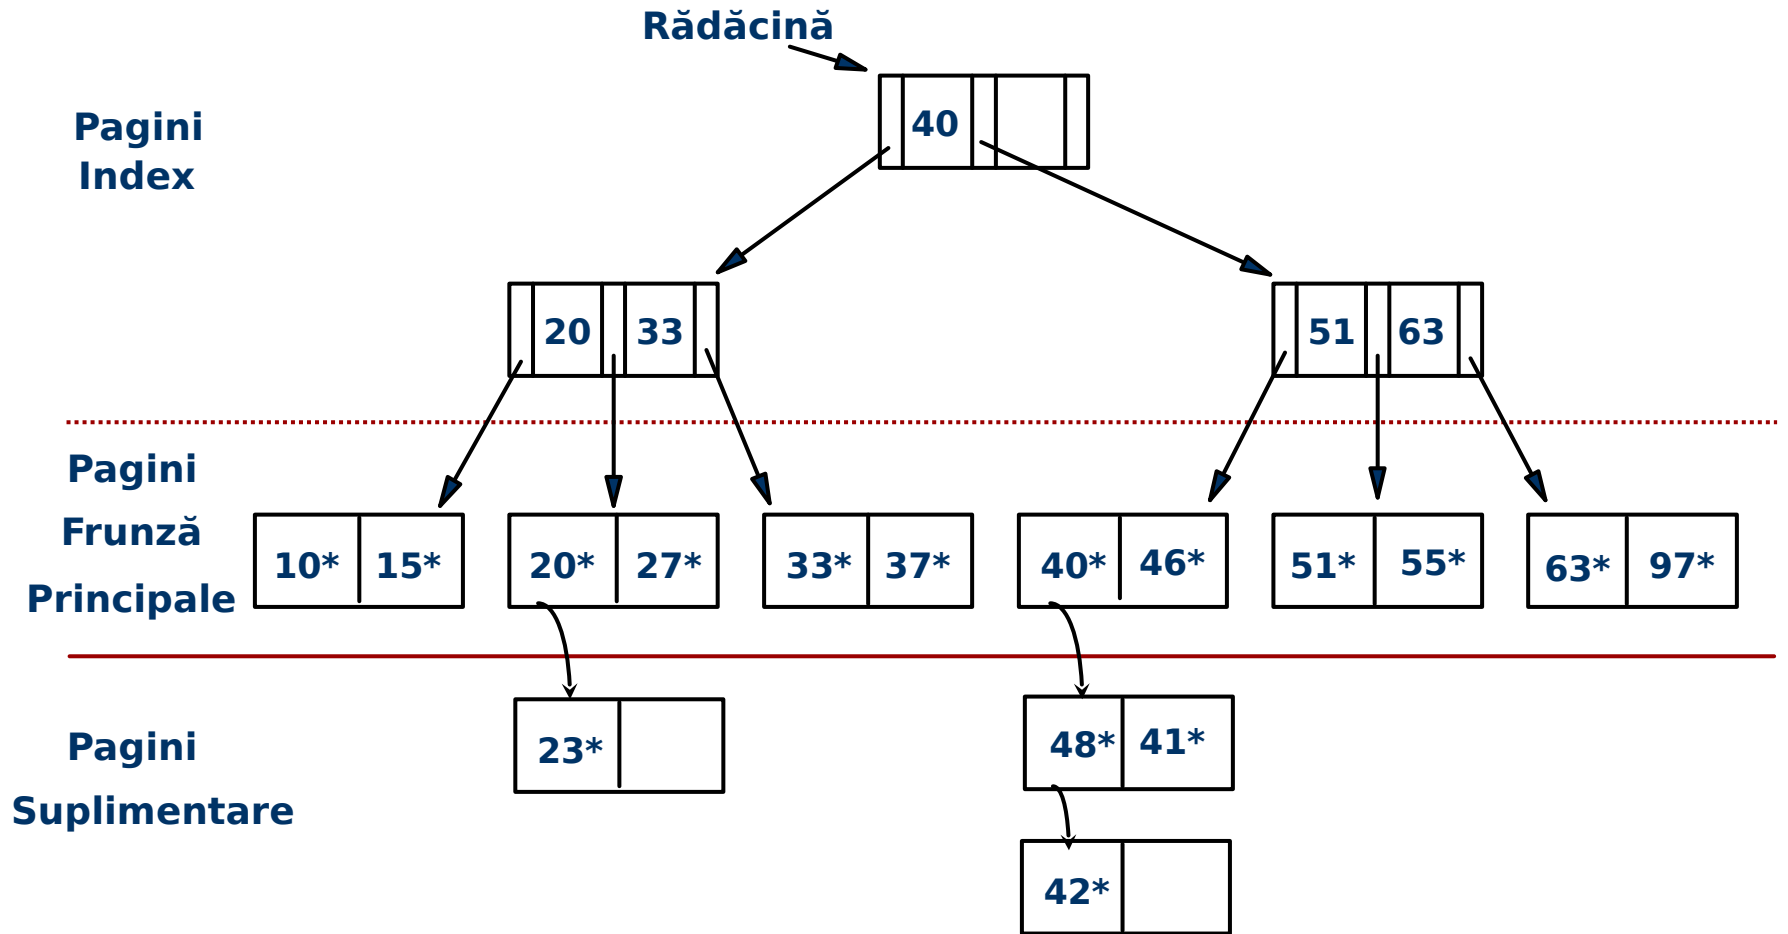 Rădăcină
Pagini
Index
40
20 33
51 63
Pagini
Frunză
Principale
10* 15*
20* 27*
33* 37*
40* 46*
51* 55*
63* 97*
Pagini
Suplimentare
23*
48* 41*
42*